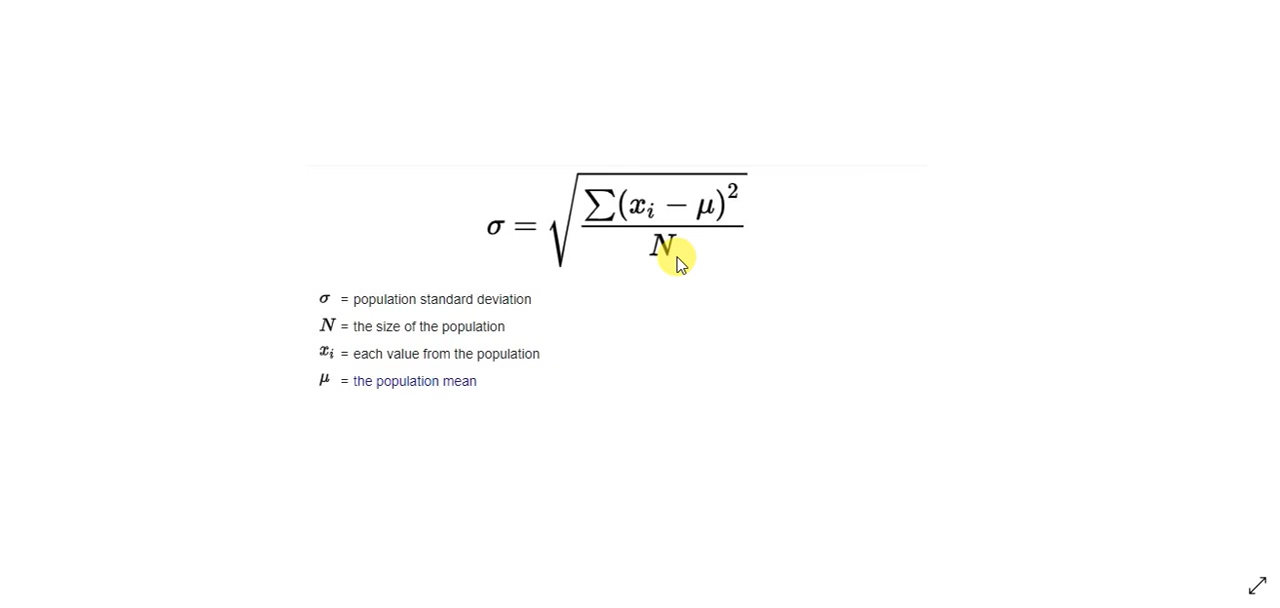 σ = √(∑(xᵢ − μ)² / N)
σ = population standard deviation
N = the size of the population
xᵢ = each value from the population
μ = the population mean